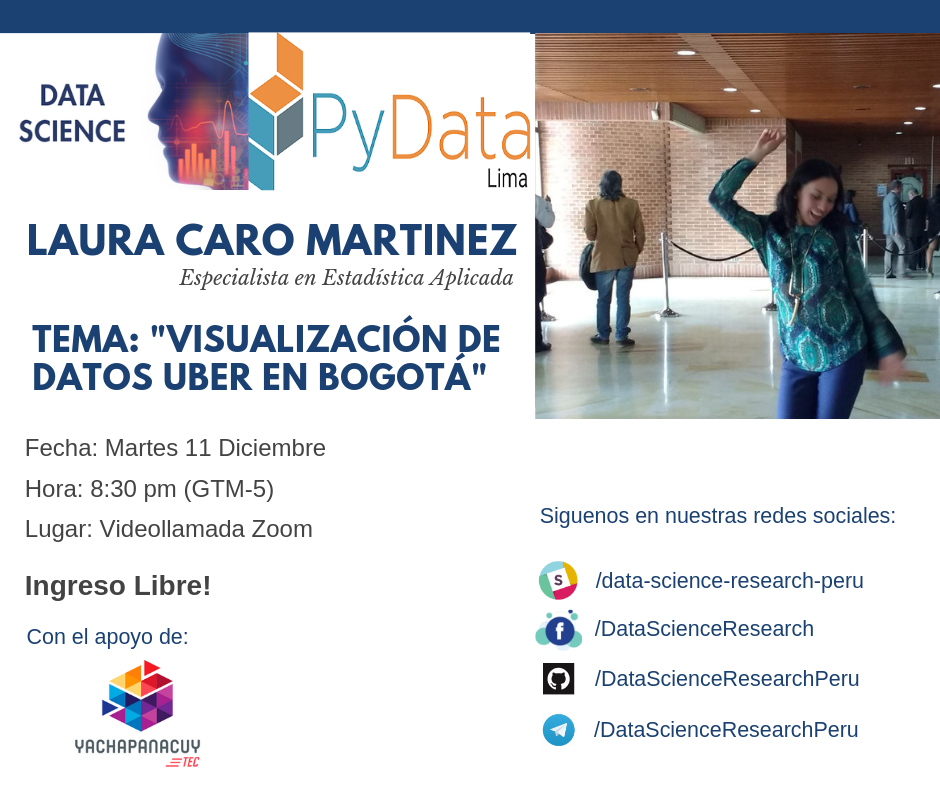 DATA
SCIENCE
PyData
Lima
LAURA CARO MARTINEZ
Especialista en Estadística Aplicada
TEMA: "VISUALIZACIÓN DE
DATOS UBER EN BOGOTÁ"
Fecha: Martes 11 Diciembre
Hora: 8:30 pm (GTM-5)
Lugar: Videollamada Zoom
Ingreso Libre!
Con el apoyo de:
YACHAPANACUY
TEC
Siguenos en nuestras redes sociales:
S /data-science-research-peru
f /DataScienceResearch
/DataScienceResearchPeru
/DataScienceResearchPeru